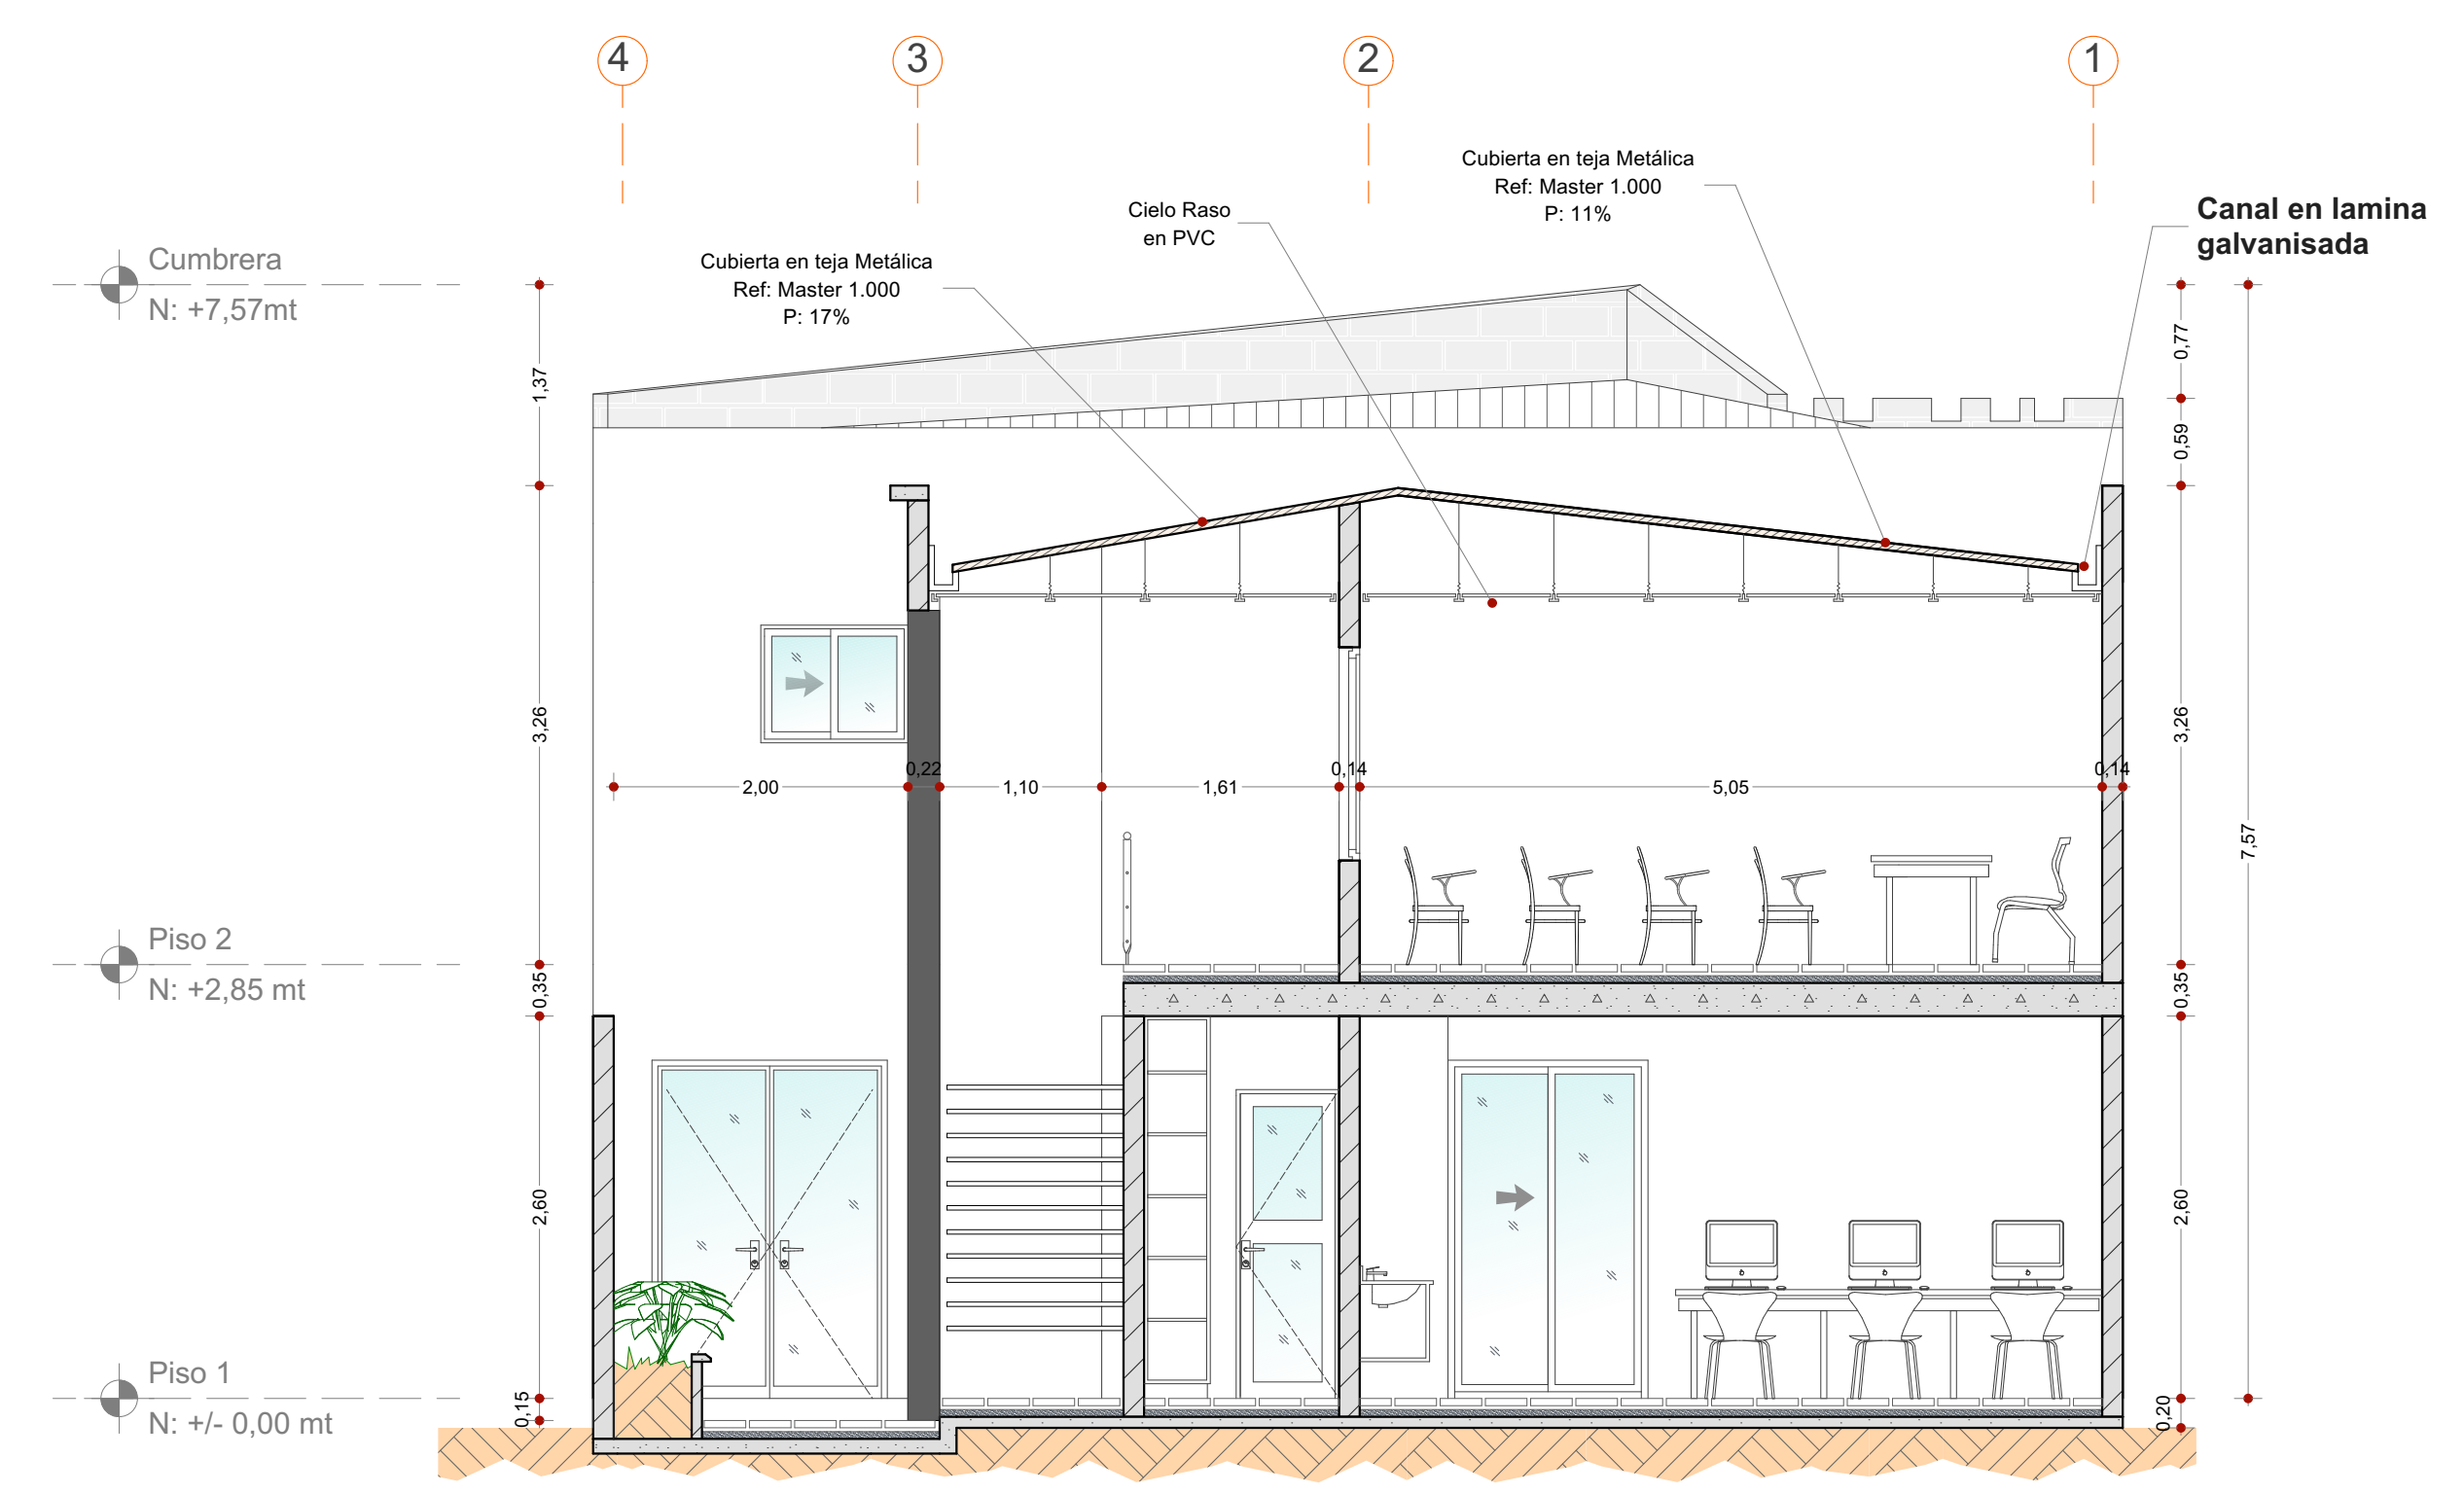 4
3
2
1
Cubierta en teja Metálica
Ref: Master 1.000
P: 11%
Cielo Raso
en PVC
Canal en lamina
galvanisada
Cubierta en teja Metálica
Ref: Master 1.000
P: 17%
Cumbrera
N: +7,57mt
1,37
0,77
0,59
3,26
3,26
2,00
0,22
1,10
1,61
0,14
5,05
0,14
7,57
Piso 2
N: +2,85 mt
0,35
0,35
2,60
2,60
Piso 1
N: +/- 0,00 mt
0,15
0,20